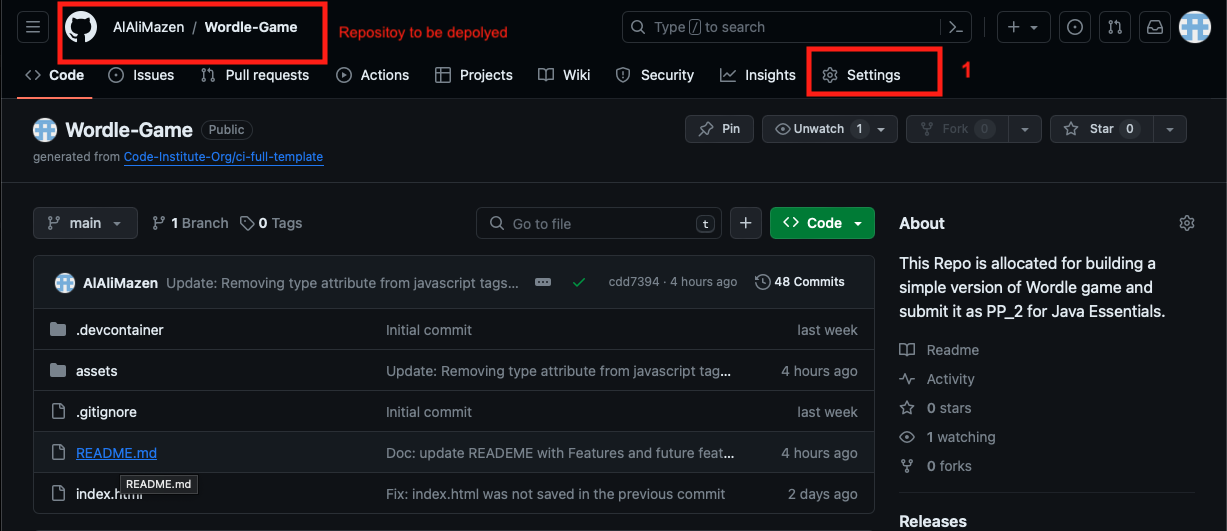 AlAliMazen / Wordle-Game
Repositoy to be depolyed
Type / to search
Code Issues Pull requests Actions Projects Wiki Security Insights Settings 1
Wordle-Game Public
Pin Unwatch 1 Fork 0 Star 0
generated from Code-Institute-Org/ci-full-template
main 1 Branch 0 Tags Go to file t Code
AlAliMazen Update: Removing type attribute from javascript tags... cdd7394 · 4 hours ago 48 Commits
.devcontainer Initial commit last week
assets Update: Removing type attribute from javascript tag... 4 hours ago
.gitignore Initial commit last week
README.md Doc: update READEME with Features and future feat... 4 hours ago
README.md
index.html Fix: index.html was not saved in the previous commit 2 days ago
About
This Repo is allocated for building a
simple version of Wordle game and
submit it as PP_2 for Java Essentials.
Readme
Activity
0 stars
1 watching
0 forks
Releases